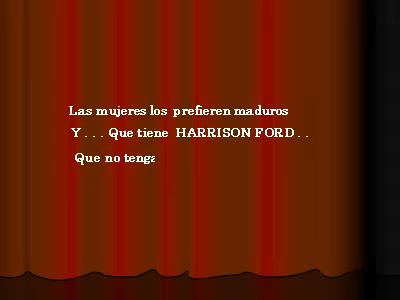 Las mujeres los prefieren maduros
Y . . . Que tiene HARRISON FORD . .
Que no tenga